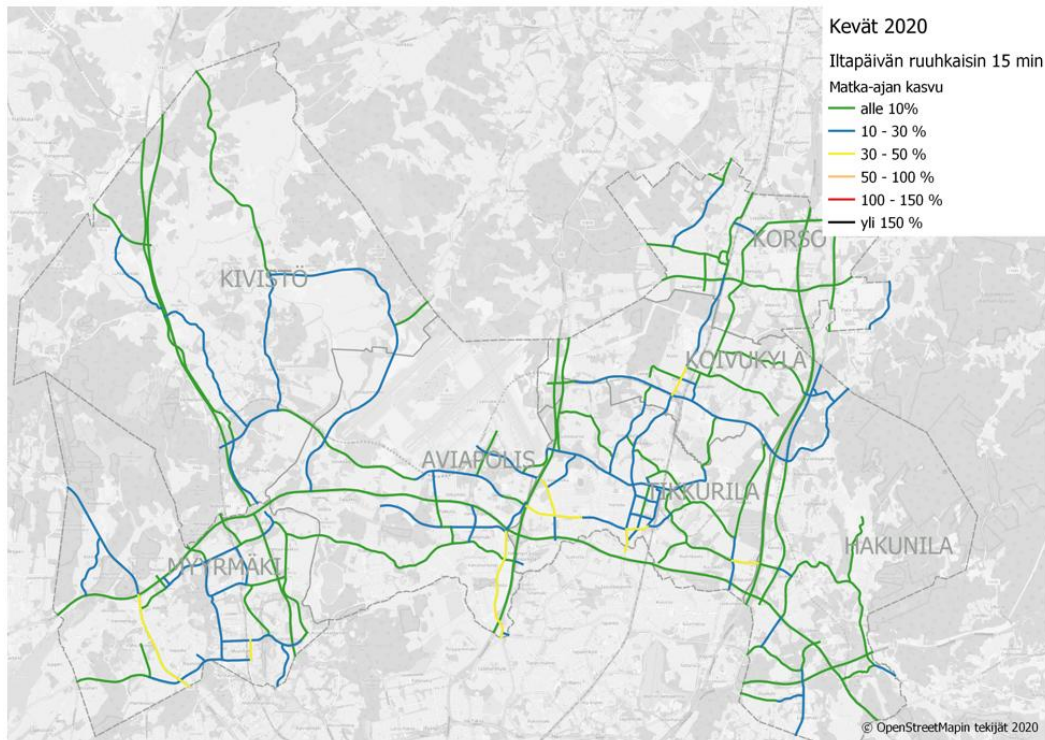 Kevät 2020
Iltapäivän ruuhkaisin 15 min
Matka-ajan kasvu
alle 10%
10 - 30 %
30 - 50 %
50 - 100 %
100 - 150 %
yli 150 %
KORSO
KIVISTÖ
KOIVUKYLÄ
AVIAPOLIS
TIKKURILA
HAKUNILA
MYYRMÄKI
© OpenStreetMapin tekijät 2020